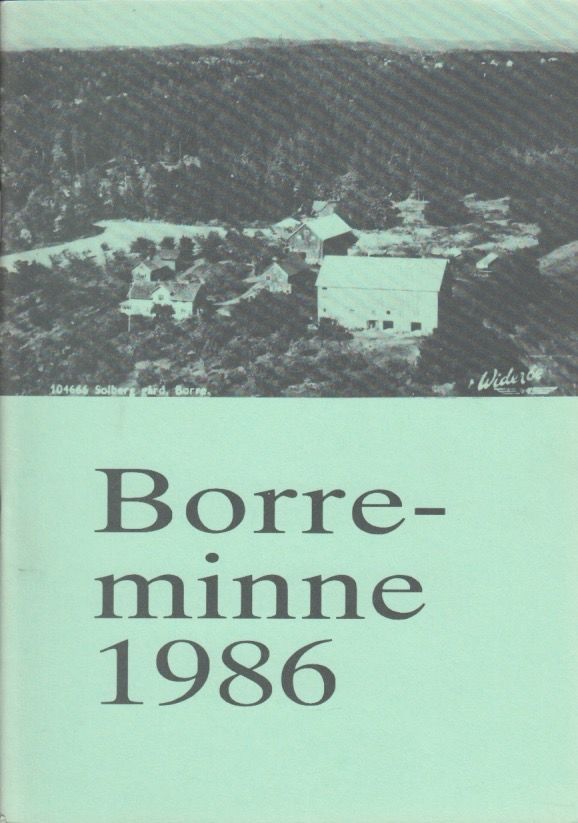 104666 Solberg gård, Borre.
Widerøe
Borre-
minne
1986